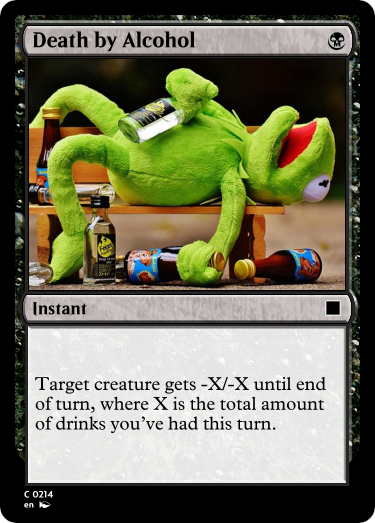 Death by Alcohol
Instant
Target creature gets -X/-X until end
of turn, where X is the total amount
of drinks you've had this turn.
C 0214
en